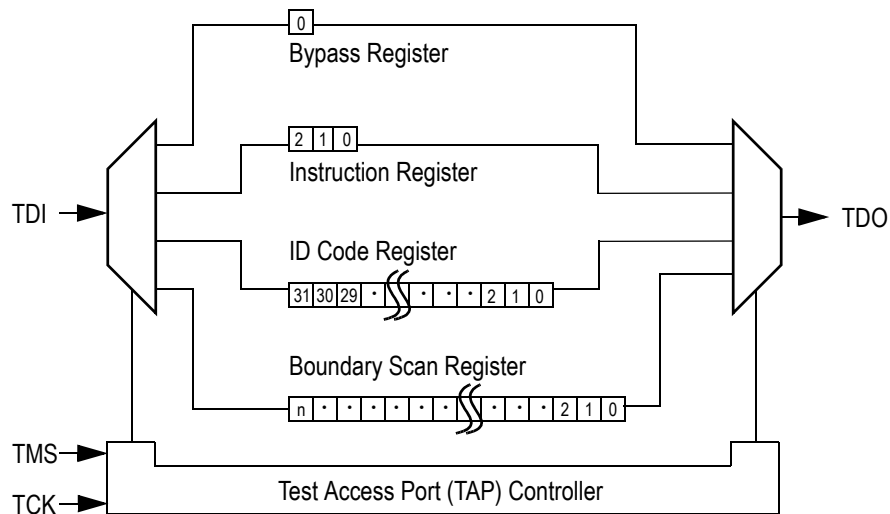 0
Bypass Register
2 1 0
Instruction Register
TDI
TDO
ID Code Register
31 30 29 · · · · 2 1 0
Boundary Scan Register
n · · · · · · · · · 2 1 0
TMS
TCK
Test Access Port (TAP) Controller